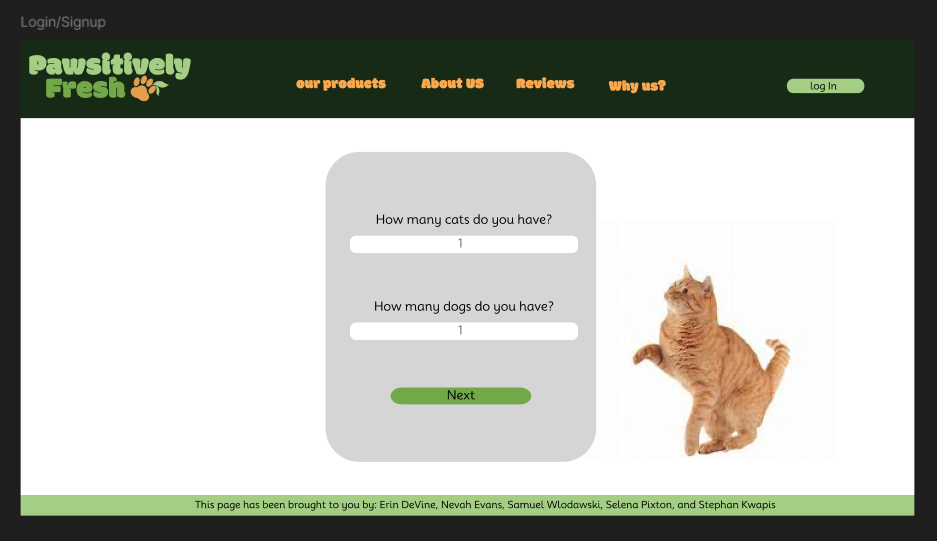 Login/Signup
Pawsitively
Fresh
our products About US Reviews Why us? log In
How many cats do you have?
1
How many dogs do you have?
1
Next
This page has been brought to you by: Erin DeVine, Nevah Evans, Samuel Wlodawski, Selena Pixton, and Stephan Kwapis